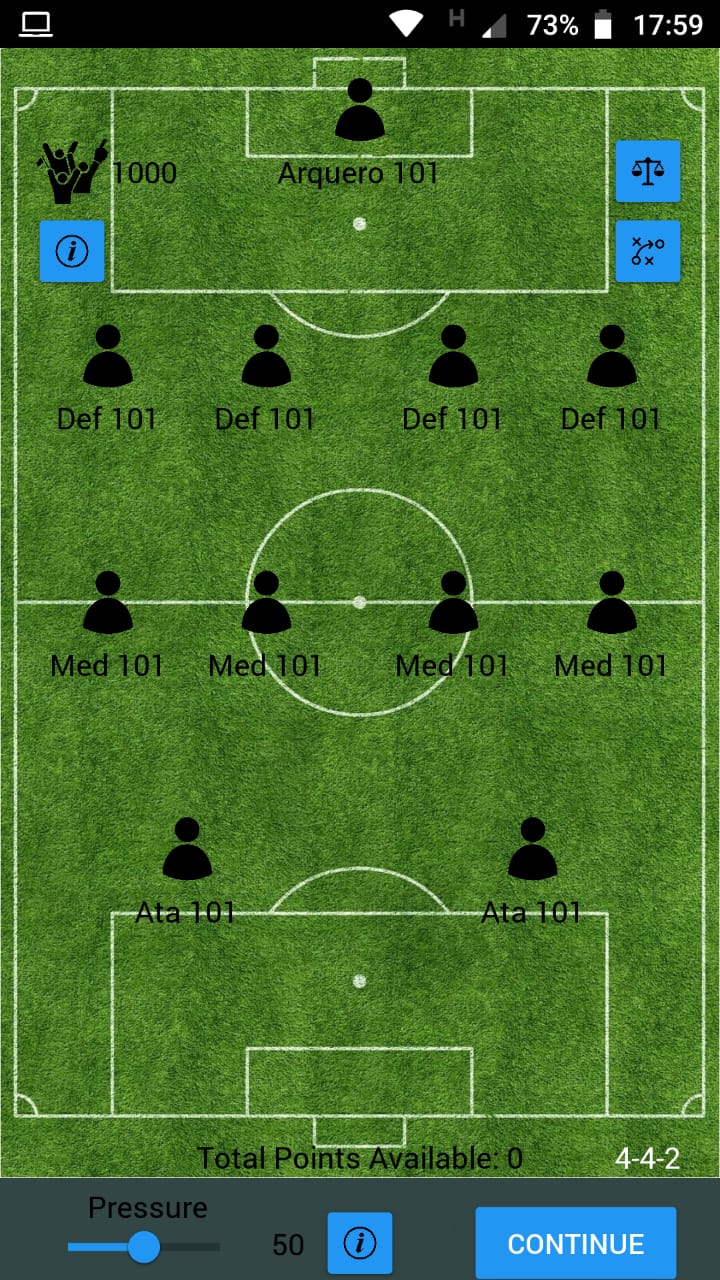 H 73% 17:59
1000 Arquero 101
i
Def 101 Def 101 Def 101 Def 101
Med 101 Med 101 Med 101 Med 101
Ata 101 Ata 101
Total Points Available: 0 4-4-2
Pressure
50 i CONTINUE